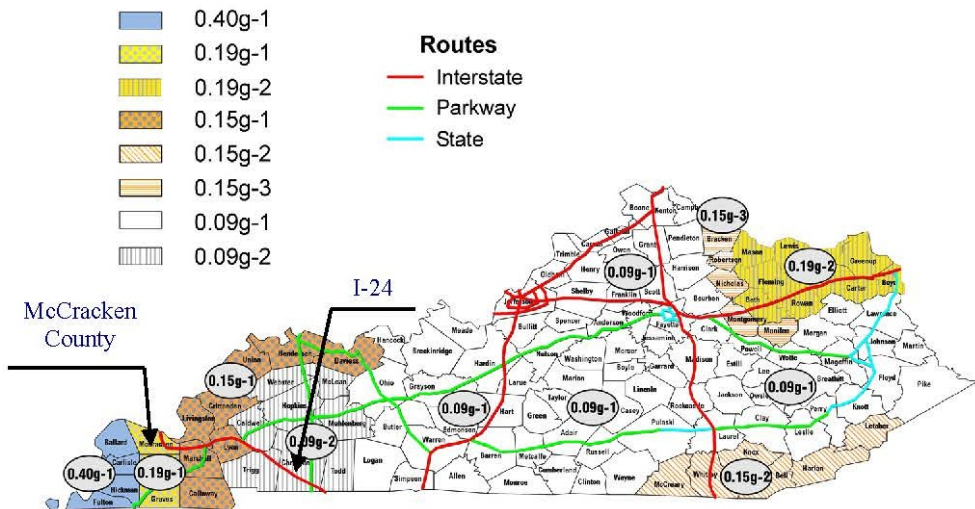 0.40g-1
0.19g-1
0.19g-2
0.15g-1
0.15g-2
0.15g-3
0.09g-1
0.09g-2
Routes
Interstate
Parkway
State
McCracken
County
I-24
0.15g-3
0.19g-2
0.09g-1
0.15g-1
0.09g-1
0.09g-1
0.09g-1
0.09g-2
0.40g-1
0.19g-1
0.15g-2
Boone
Kenton
Grant
Pendleton
Bracken
Owen
Trimble
Henry
Robertson
Mason
Lewis
Greenup
Harrison
Nicholas
Fleming
Carter
Boyd
Oldham
Shelby
Franklin
Scott
Bourbon
Bath
Rowan
Elliott
Lawrence
Jefferson
Woodford
Fayette
Clark
Montgomery
Menifee
Morgan
Johnson
Martin
Meade
Bullitt
Spencer
Anderson
Jessamine
Powell
Wolfe
Magoffin
Hancock
Breckinridge
Hardin
Nelson
Washington
Mercer
Madison
Estill
Lee
Breathitt
Floyd
Pike
Union
Henderson
Daviess
Webster
McLean
Ohio
Grayson
Larue
Marion
Boyle
Garrard
Lincoln
Jackson
Owsley
Perry
Knott
Crittenden
Hopkins
Muhlenberg
Butler
Edmonson
Hart
Green
Taylor
Casey
Rockcastle
Clay
Leslie
Letcher
Livingston
Caldwell
Lyon
Warren
Barren
Metcalfe
Adair
Russell
Pulaski
Laurel
Knox
Harlan
Ballard
McCracken
Marshall
Trigg
Todd
Logan
Simpson
Allen
Monroe
Cumberland
Clinton
Wayne
McCreary
Whitley
Bell
Carlisle
Hickman
Graves
Calloway
Fulton